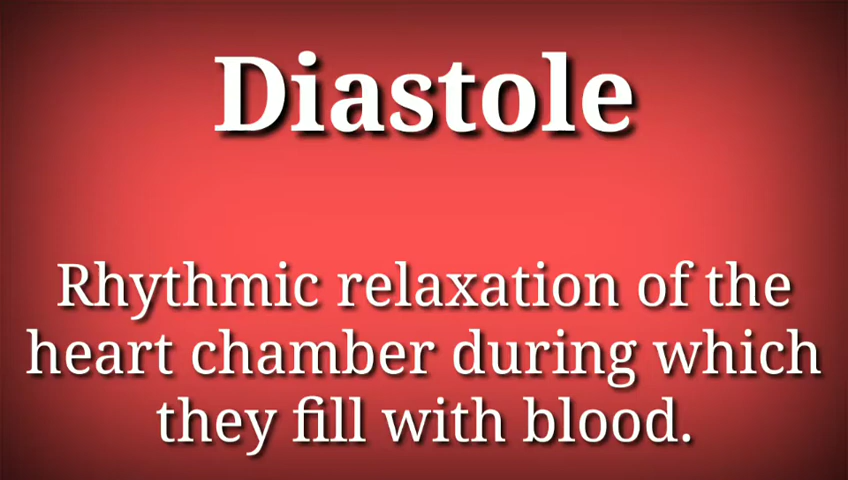 Diastole
Rhythmic relaxation of the
heart chamber during which
they fill with blood.